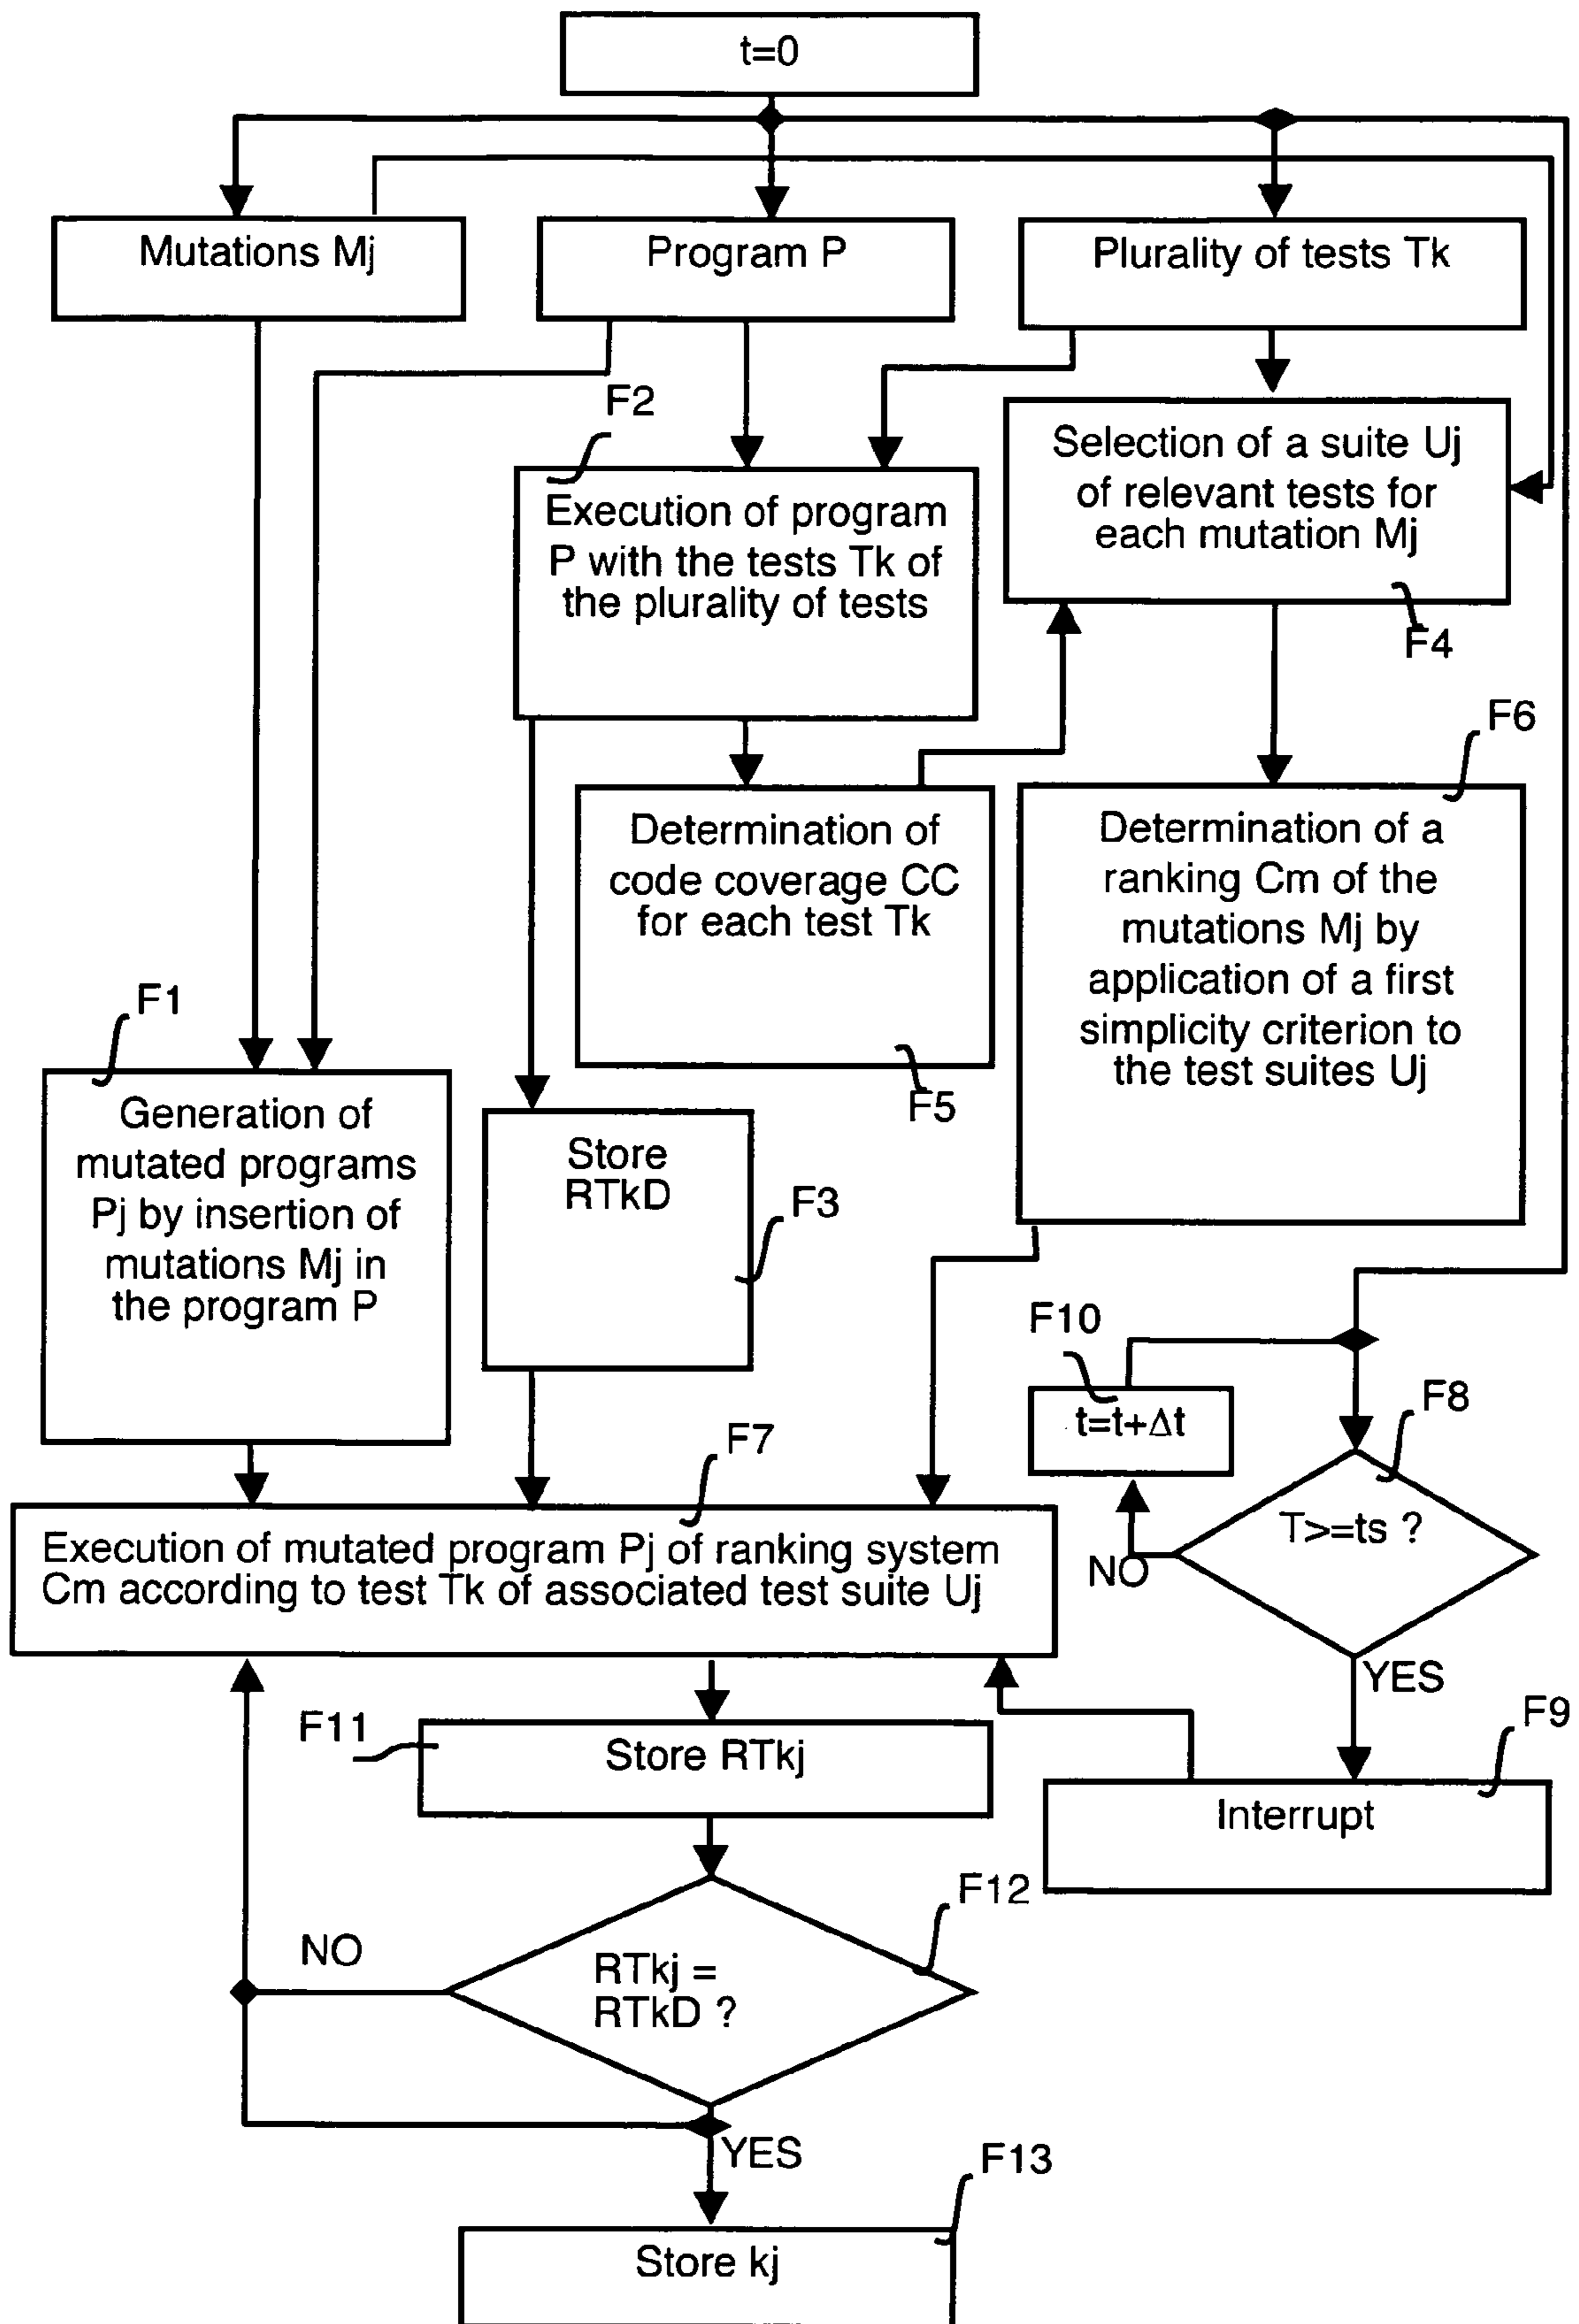 t=0
Mutations Mj
Program P
Plurality of tests Tk
F2
Selection of a suite Uj
of relevant tests for
each mutation Mj
F4
Execution of program
P with the tests Tk of
the plurality of tests
F6
Determination of
code coverage CC
for each test Tk
F5
Determination of a
ranking Cm of the
mutations Mj by
application of a first
simplicity criterion to
the test suites Uj
F1
Generation of
mutated programs
Pj by insertion of
mutations Mj in
the program P
Store
RTkD
F3
F10
t=t+Δt
F8
T>=ts ?
NO
YES
F7
Execution of mutated program Pj of ranking system
Cm according to test Tk of associated test suite Uj
F11
Store RTkj
F9
Interrupt
F12
RTkj =
RTkD ?
NO
YES
F13
Store kj